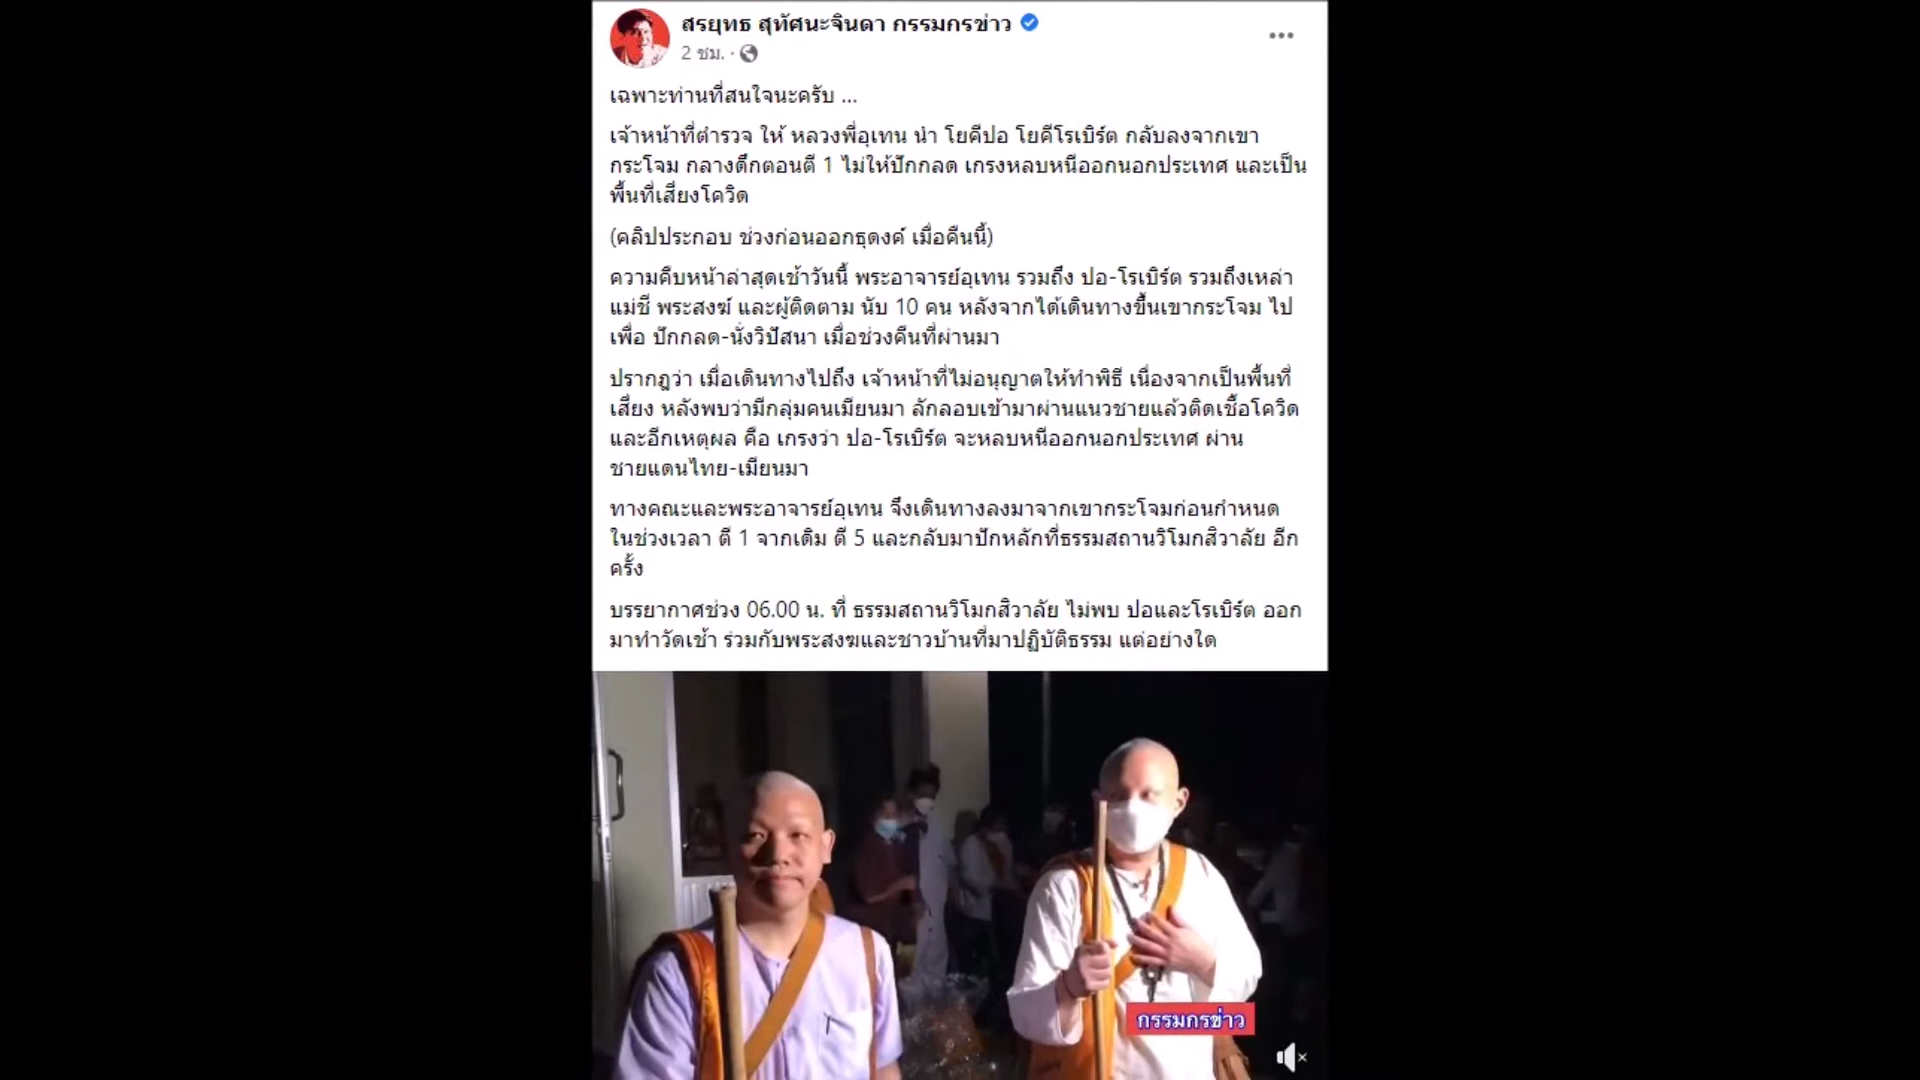 สรยุทธ สุทัศนะจินดา กรรมกรข่าว
2 ชม. ·
เฉพาะท่านที่สนใจนะครับ ...
เจ้าหน้าที่ตำรวจ ให้ หลวงพี่อุเทน นำ โยคีปอ โยคีโรเบิร์ต กลับลงจากเขา
กระโจม กลางดึกตอนตี 1 ไม่ให้ปักกลด เกรงหลบหนีออกนอกประเทศ และเป็น
พื้นที่เสี่ยงโควิด
(คลิปประกอบ ช่วงก่อนออกธุดงค์ เมื่อคืนนี้)
ความคืบหน้าล่าสุดเช้าวันนี้ พระอาจารย์อุเทน รวมถึง ปอ-โรเบิร์ต รวมถึงเหล่า
แม่ชี พระสงฆ์ และผู้ติดตาม นับ 10 คน หลังจากได้เดินทางขึ้นเขากระโจม ไป
เพื่อ ปักกลด-นั่งวิปัสนา เมื่อช่วงคืนที่ผ่านมา
ปรากฎว่า เมื่อเดินทางไปถึง เจ้าหน้าที่ไม่อนุญาตให้ทำพิธี เนื่องจากเป็นพื้นที่
เสี่ยง หลังพบว่ามีกลุ่มคนเมียนมา ลักลอบเข้ามาผ่านแนวชายแล้วติดเชื้อโควิด
และอีกเหตุผล คือ เกรงว่า ปอ-โรเบิร์ต จะหลบหนีออกนอกประเทศ ผ่าน
ชายแดนไทย-เมียนมา
ทางคณะและพระอาจารย์อุเทน จึงเดินทางลงมาจากเขากระโจมก่อนกำหนด
ในช่วงเวลา ตี 1 จากเดิม ตี 5 และกลับมาปักหลักที่ธรรมสถานวิโมกสิวาลัย อีก
ครั้ง
บรรยากาศช่วง 06.00 น. ที่ ธรรมสถานวิโมกสิวาลัย ไม่พบ ปอและโรเบิร์ต ออก
มาทำวัดเช้า ร่วมกับพระสงฆและชาวบ้านที่มาปฏิบัติธรรม แต่อย่างใด
กรรมกรข่าว